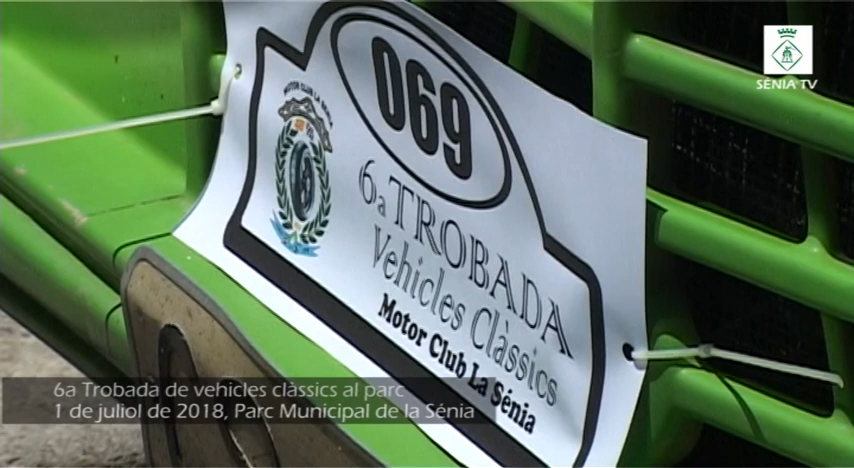 SÉNIA TV
069
MOTOR CLUB LA SÉNIA
6a TROBADA
Vehicles Clàssics
Motor Club La Sénia
6a Trobada de vehicles clàssics al parc
1 de juliol de 2018, Parc Municipal de la Sénia